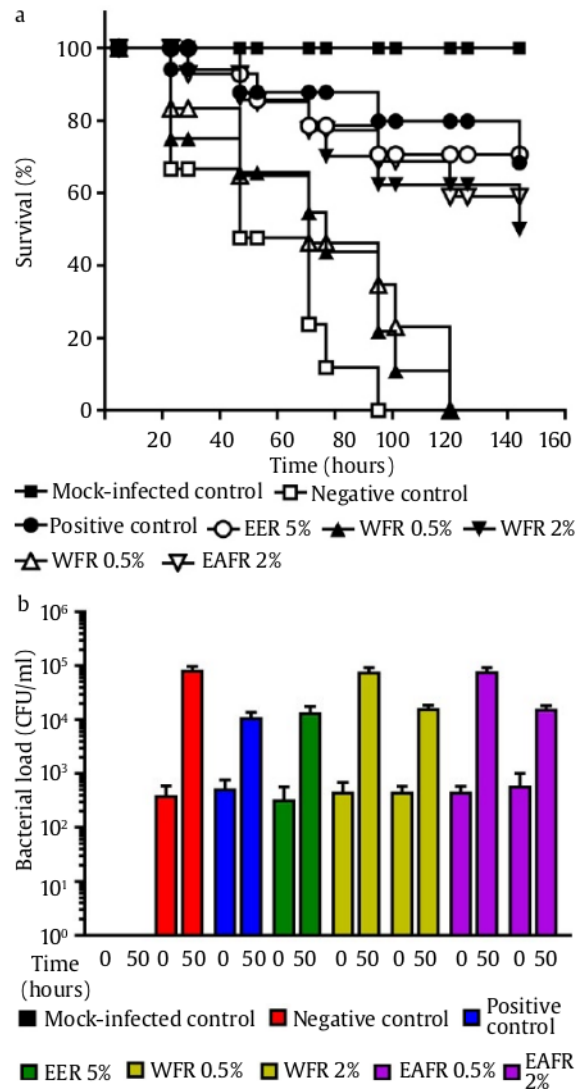 a
100
80
60
40
20
0
Survival (%)
20 40 60 80 100 120 140 160
Time (hours)
Mock-infected control Negative control
Positive control EER 5% WFR 0.5% WFR 2%
WFR 0.5% EAFR 2%
b
10⁶
10⁵
10⁴
10³
10²
10¹
10⁰
Bacterial load (CFU/ml)
Time 0 50 0 50 0 50 0 50 0 50 0 50 0 50 0 50
(hours)
Mock-infected control Negative control Positive
control
EER 5% WFR 0.5% WFR 2% EAFR 0.5% EAFR
2%